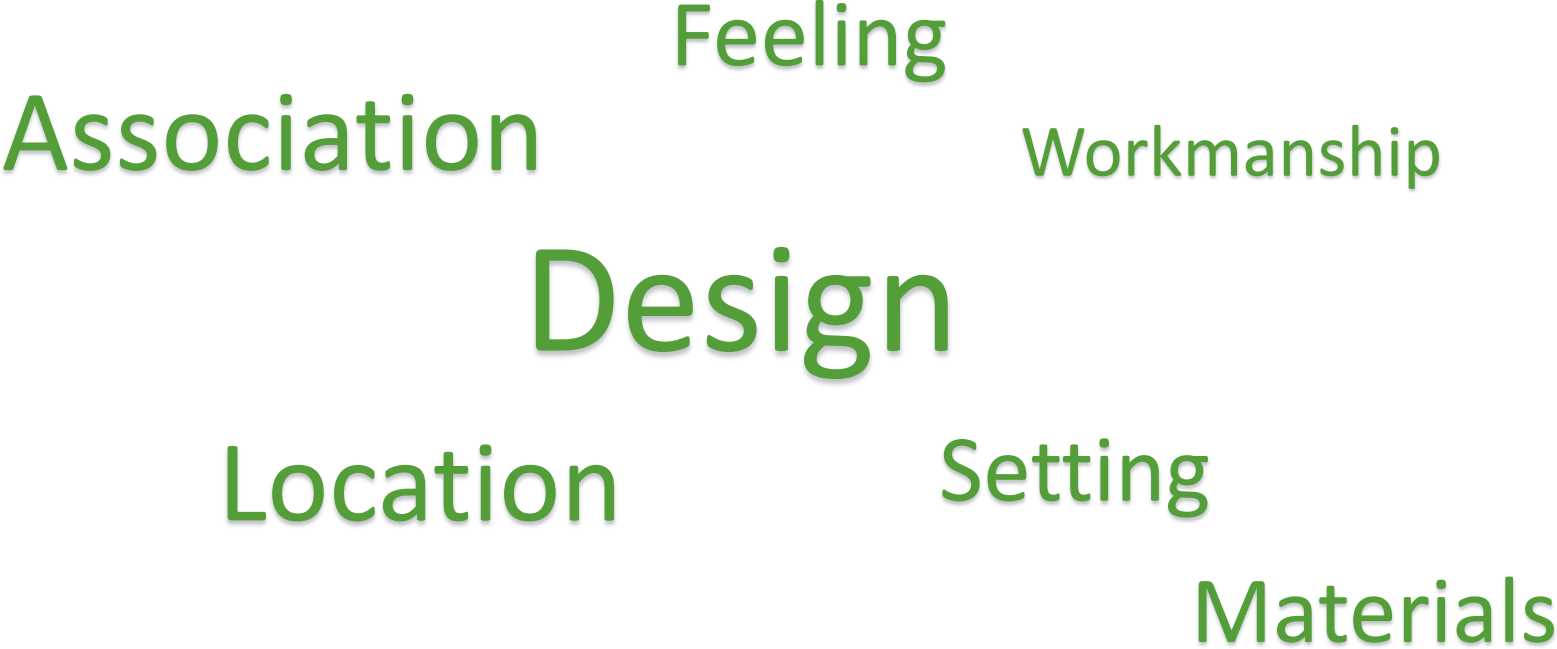 Feeling
Association
Workmanship
Design
Location
Setting
Materials